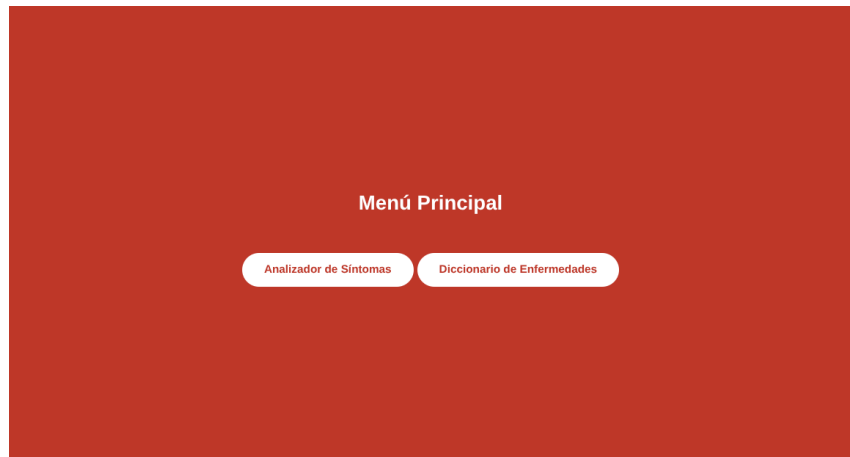 Menú Principal
Analizador de Síntomas Diccionario de Enfermedades